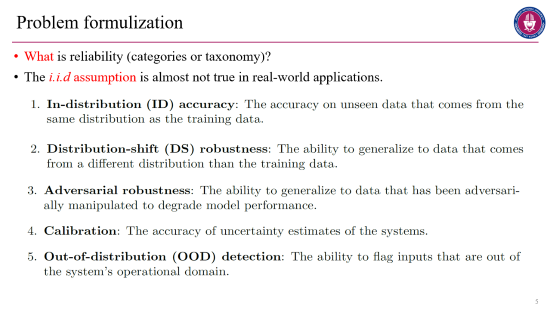 Problem formulization
• What is reliability (categories or taxonomy)?
• The i.i.d assumption is almost not true in real-world applications.
1. In-distribution (ID) accuracy: The accuracy on unseen data that comes from the
same distribution as the training data.
2. Distribution-shift (DS) robustness: The ability to generalize to data that comes
from a different distribution than the training data.
3. Adversarial robustness: The ability to generalize to data that has been adversari-
ally manipulated to degrade model performance.
4. Calibration: The accuracy of uncertainty estimates of the systems.
5. Out-of-distribution (OOD) detection: The ability to flag inputs that are out of
the system's operational domain.